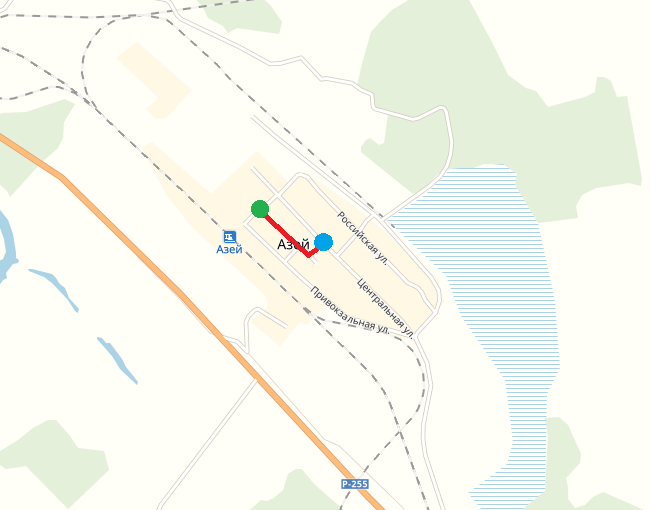 Российская ул.
Азей
Азей
Центральная ул.
Привокзальная ул.
Р-255